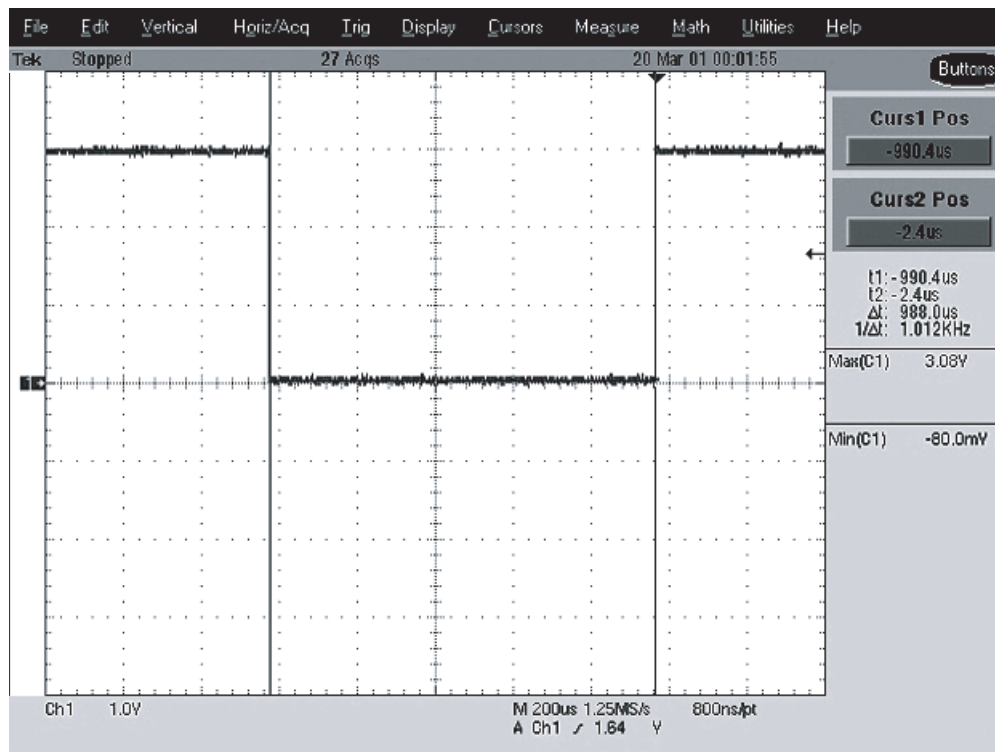 File Edit Vertical Horiz/Acq Trig Display Cursors Measure Math Utilities Help
Tek Stopped 27 Acqs 20 Mar 01 00:01:55
Buttons
Curs1 Pos
-990.4us
Curs2 Pos
-2.4us
t1: -990.4us
t2: -2.4us
Δt: 988.0us
1/Δt: 1.012KHz
Max(C1) 3.08V
1
Min(C1) -80.0mV
Ch1 1.0V M 200us 1.25MS/s 800ns/pt
A Ch1 ∕ 1.64 V